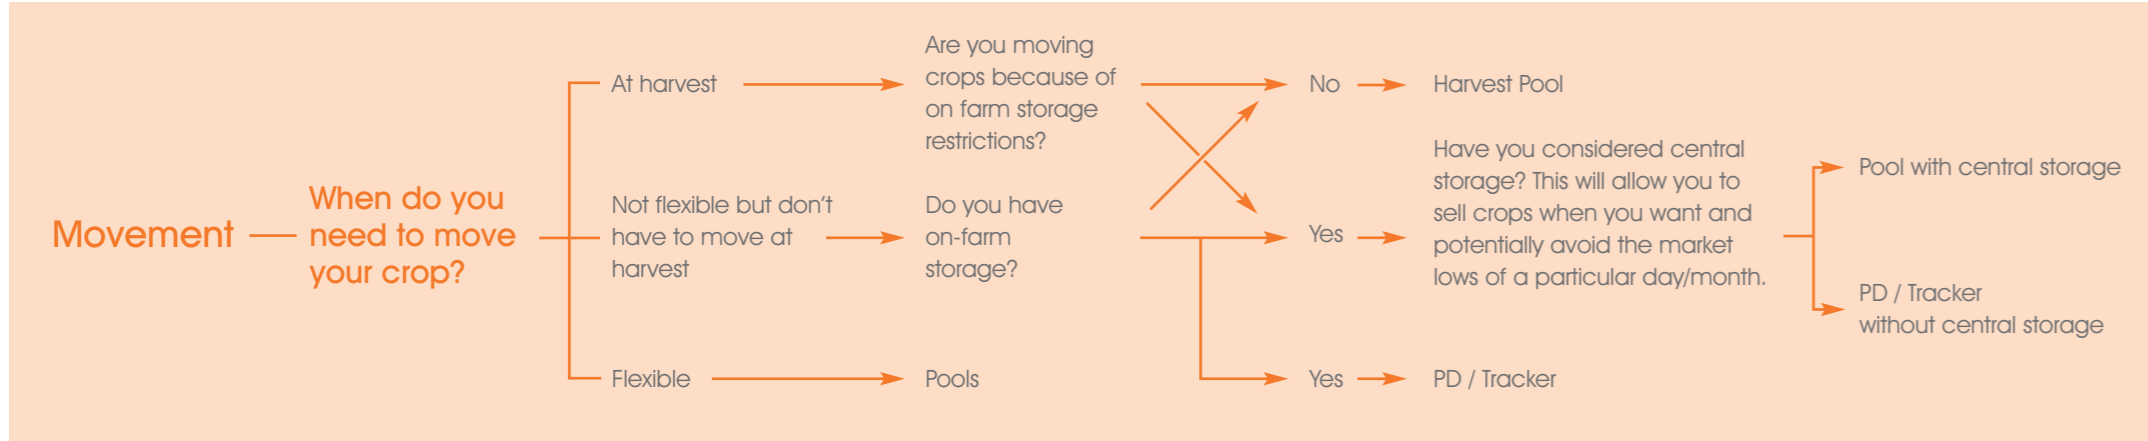 Movement
When do you
need to move
your crop?
At harvest
Are you moving
crops because of
on farm storage
restrictions?
No
Harvest Pool
Not flexible but don't
have to move at
harvest
Do you have
on-farm
storage?
Yes
Have you considered central
storage? This will allow you to
sell crops when you want and
potentially avoid the market
lows of a particular day/month.
Pool with central storage
PD / Tracker
without central storage
Flexible
Pools
Yes
PD / Tracker